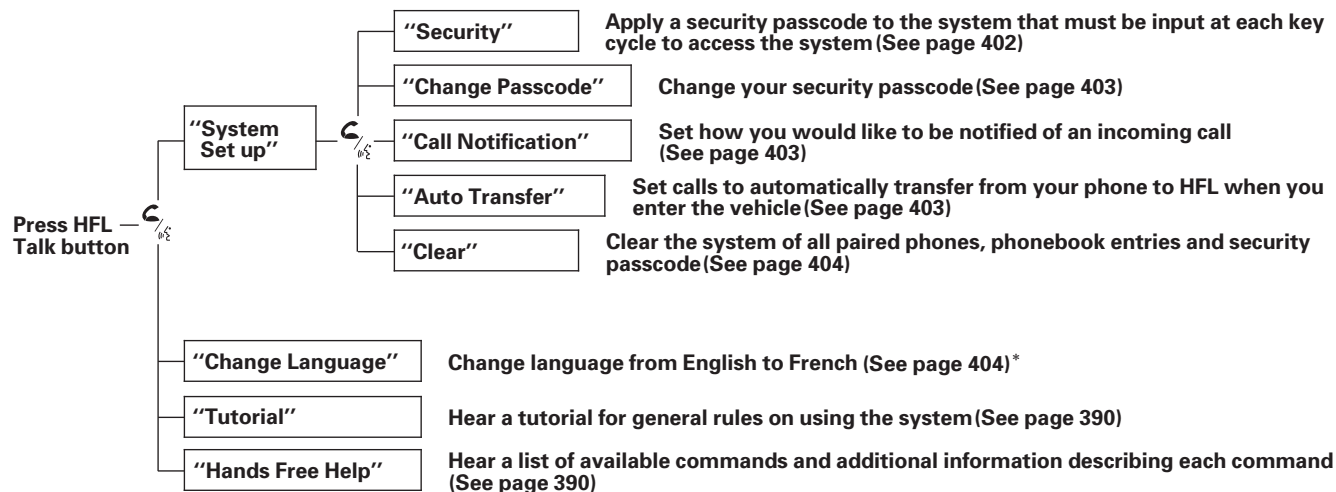 Press HFL
Talk button
"System
Set up"
"Security"
Apply a security passcode to the system that must be input at each key
cycle to access the system (See page 402)
"Change Passcode"
Change your security passcode (See page 403)
"Call Notification"
Set how you would like to be notified of an incoming call
(See page 403)
"Auto Transfer"
Set calls to automatically transfer from your phone to HFL when you
enter the vehicle (See page 403)
"Clear"
Clear the system of all paired phones, phonebook entries and security
passcode (See page 404)
"Change Language"
Change language from English to French (See page 404)*
"Tutorial"
Hear a tutorial for general rules on using the system (See page 390)
"Hands Free Help"
Hear a list of available commands and additional information describing each command
(See page 390)